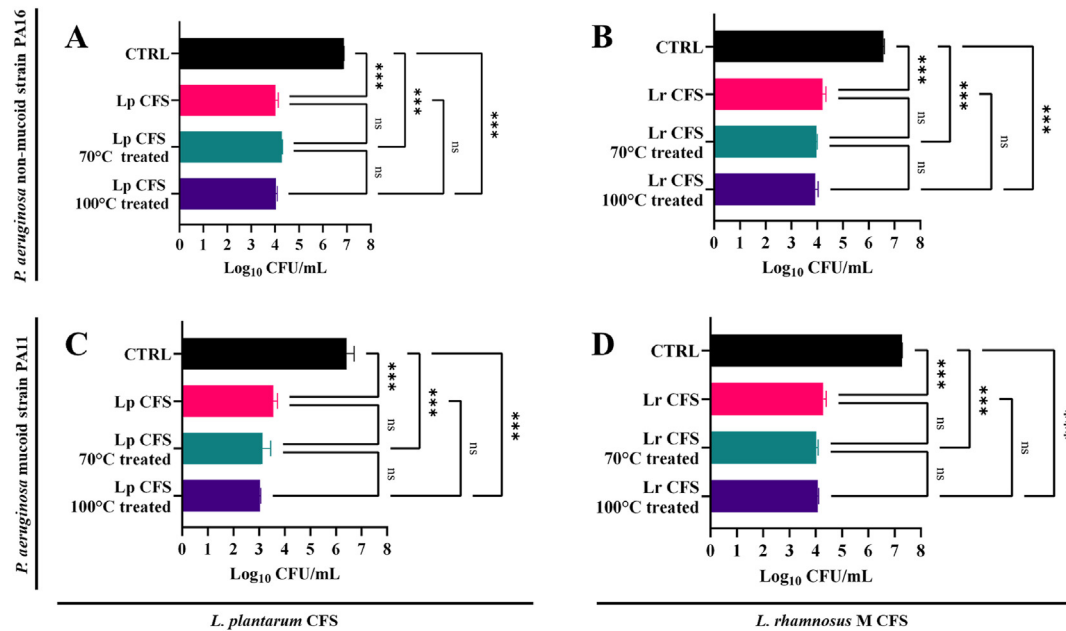 P. aeruginosa non-mucoid strain PA16
A
CTRL
Lp CFS
Lp CFS
70°C treated
Lp CFS
100°C treated
0 1 2 3 4 5 6 7 8
Log10 CFU/mL
***
ns
ns
***
ns
***
B
CTRL
Lr CFS
Lr CFS
70°C treated
Lr CFS
100°C treated
0 1 2 3 4 5 6 7 8
Log10 CFU/mL
***
ns
ns
***
ns
***
P. aeruginosa mucoid strain PA11
C
CTRL
Lp CFS
Lp CFS
70°C treated
Lp CFS
100°C treated
0 1 2 3 4 5 6 7 8
Log10 CFU/mL
***
ns
ns
***
ns
***
D
CTRL
Lr CFS
Lr CFS
70°C treated
Lr CFS
100°C treated
0 1 2 3 4 5 6 7 8
Log10 CFU/mL
***
ns
ns
***
ns
L. plantarum CFS
L. rhamnosus M CFS